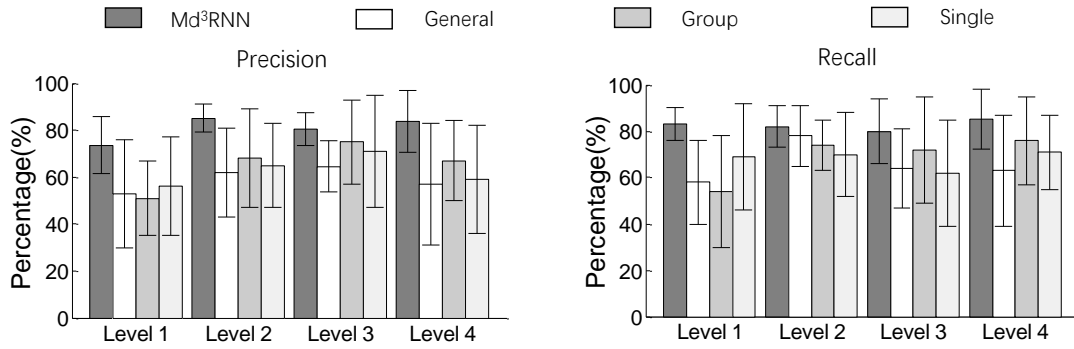 Md³RNN General Group Single
Precision
Percentage(%)
100
80
60
40
20
0
Level 1 Level 2 Level 3 Level 4
Recall
Percentage(%)
100
80
60
40
20
0
Level 1 Level 2 Level 3 Level 4